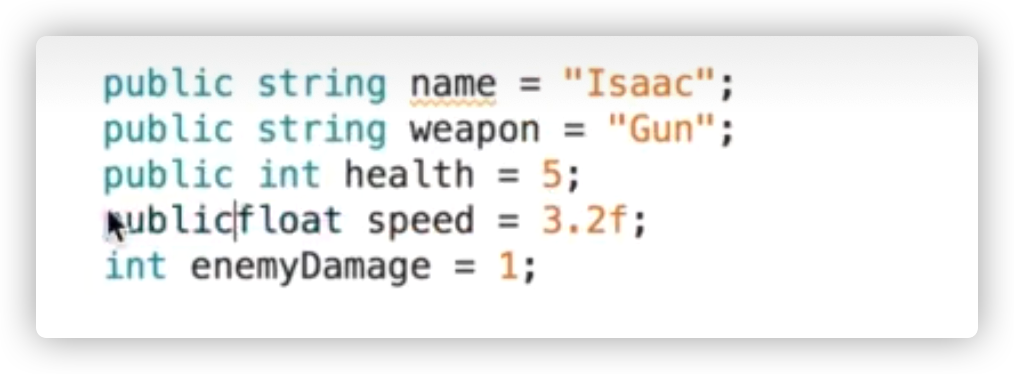 public string name = "Isaac";
public string weapon = "Gun";
public int health = 5;
publicfloat speed = 3.2f;
int enemyDamage = 1;